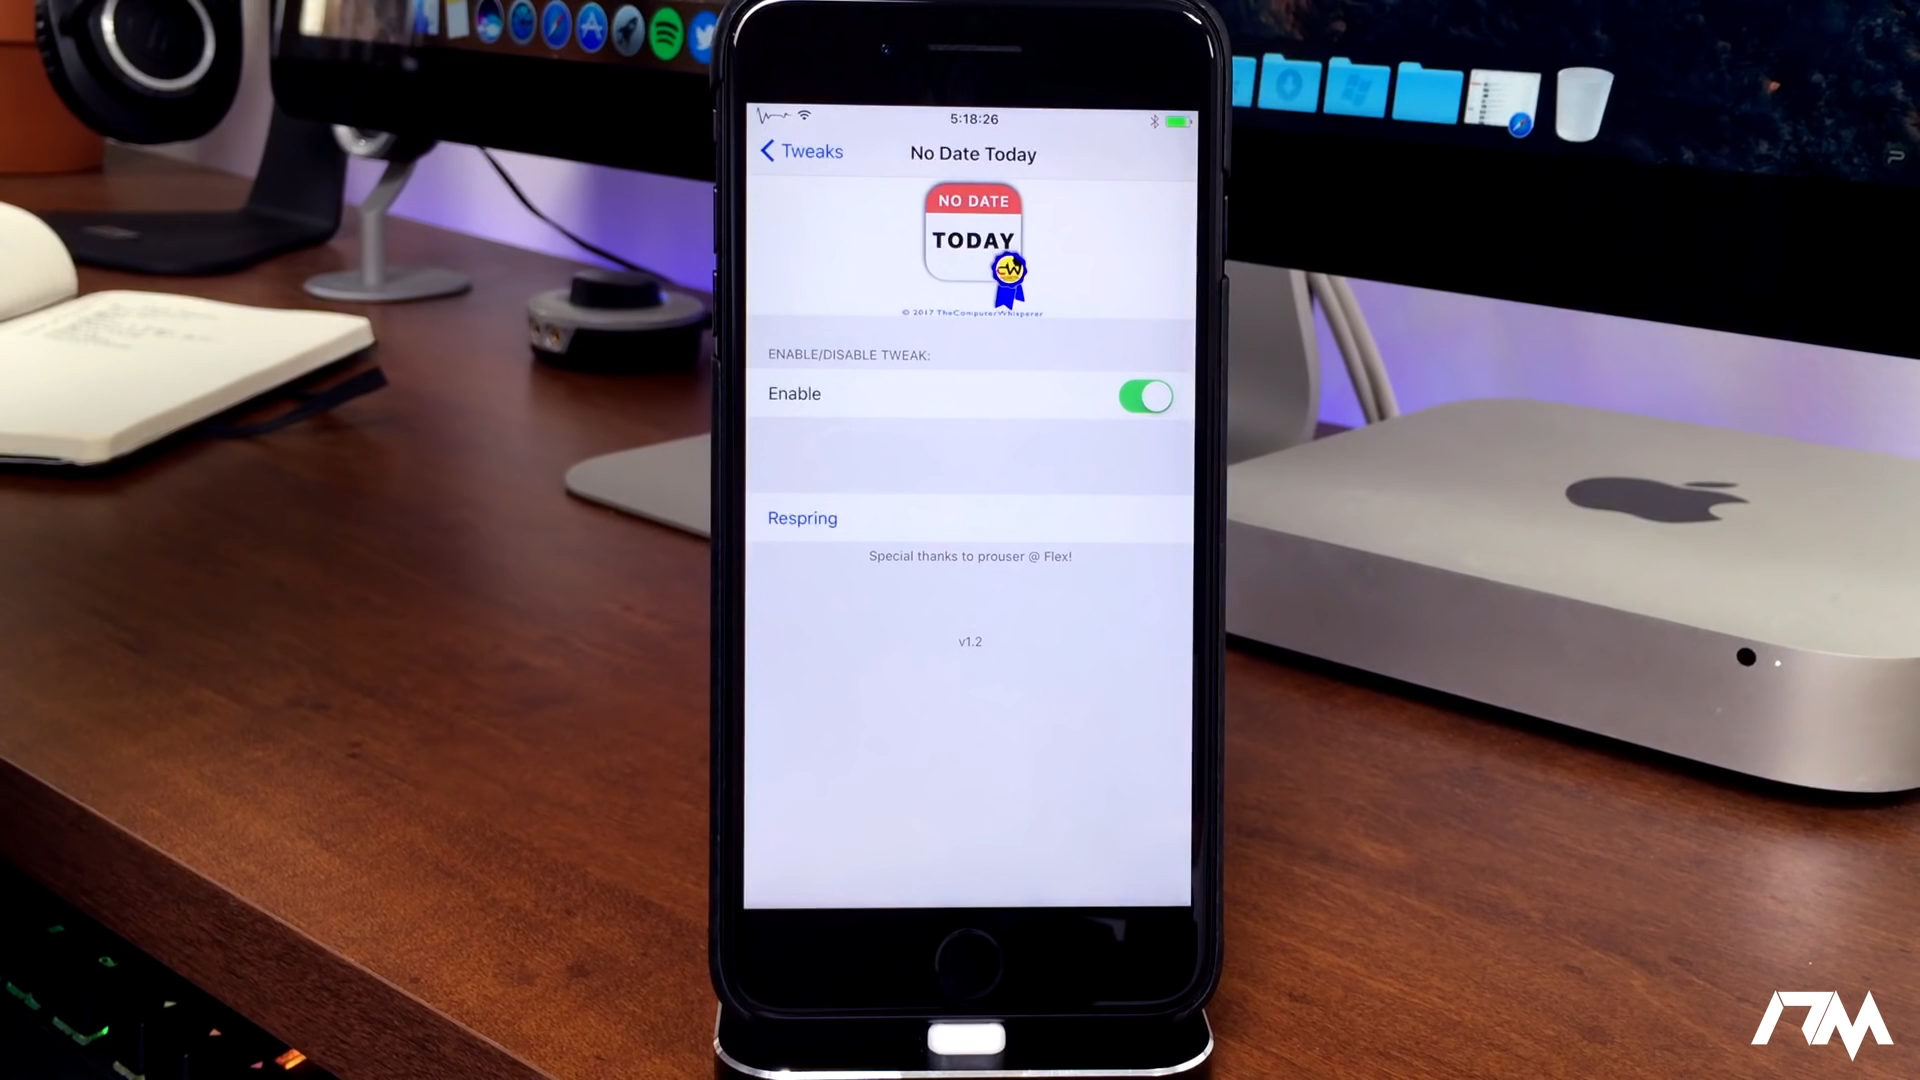 5:18:26
Tweaks
No Date Today
NO DATE
TODAY
CW
© 2017 TheComputerWhisperer
ENABLE/DISABLE TWEAK:
Enable
Respring
Special thanks to prouser @ Flex!
v1.2